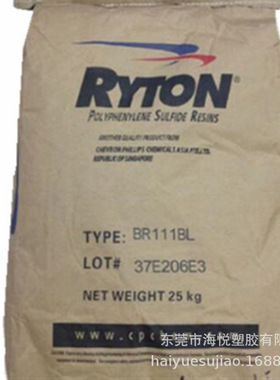 RYTON®
POLYPHENYLENE SULFIDE RESINS
ANOTHER QUALITY PRODUCT FROM
CHEVRON PHILLIPS CHEMICALS ASIA PTE LTD.
REPUBLIC OF SINGAPORE
TYPE: BR111BL
LOT# 37E206E3
NET WEIGHT 25 kg
东莞市海悦塑胶有限
haiyuesujiao.1688